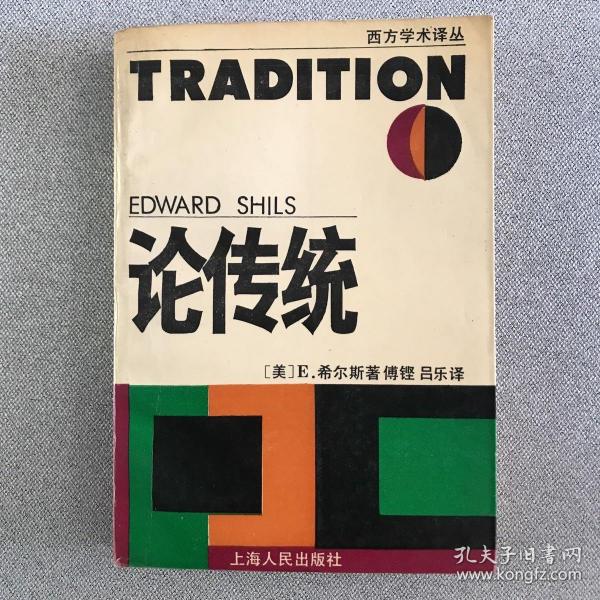 西方学术译丛
TRADITION
EDWARD SHILS
论传统
[美]E.希尔斯著 傅铿 吕乐译
上海人民出版社
孔夫子旧书网
www.kongfz.com